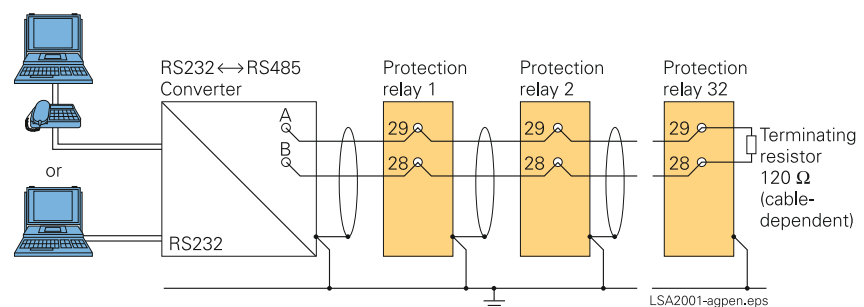 RS232⟷RS485
Converter
Protection
relay 1
Protection
relay 2
Protection
relay 32
A
B
29
28
29
28
29
28
or
RS232
Terminating
resistor
120 Ω
(cable-
dependent)
LSA2001-agpen.eps